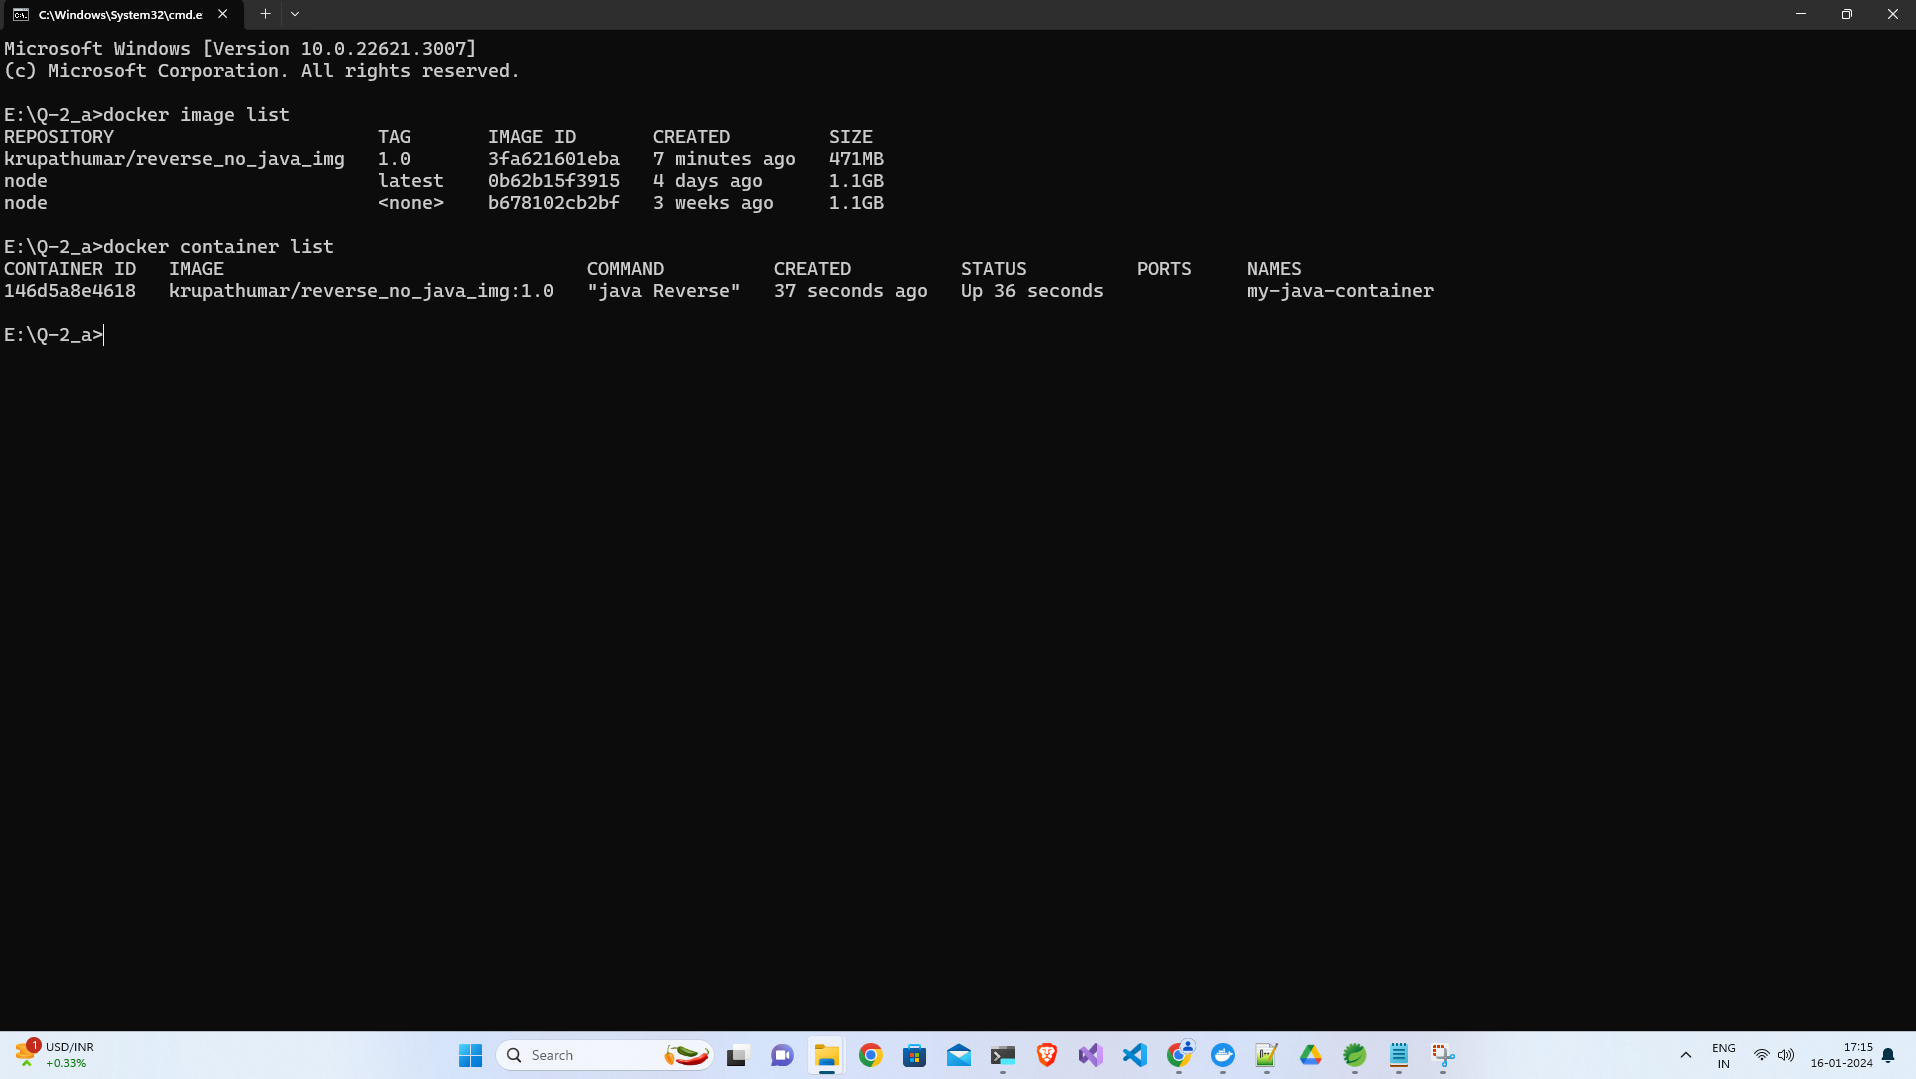 C:\Windows\System32\cmd.e
Microsoft Windows [Version 10.0.22621.3007]
(c) Microsoft Corporation. All rights reserved.
E:\Q-2_a>docker image list
REPOSITORY TAG IMAGE ID CREATED SIZE
krupathumar/reverse_no_java_img 1.0 3fa621601eba 7 minutes ago 471MB
node latest 0b62b15f3915 4 days ago 1.1GB
node <none> b678102cb2bf 3 weeks ago 1.1GB
E:\Q-2_a>docker container list
CONTAINER ID IMAGE COMMAND CREATED STATUS PORTS NAMES
146d5a8e4618 krupathumar/reverse_no_java_img:1.0 "java Reverse" 37 seconds ago Up 36 seconds my-java-container
E:\Q-2_a>
1
USD/INR
+0.33%
Search
ENG
IN
17:15
16-01-2024